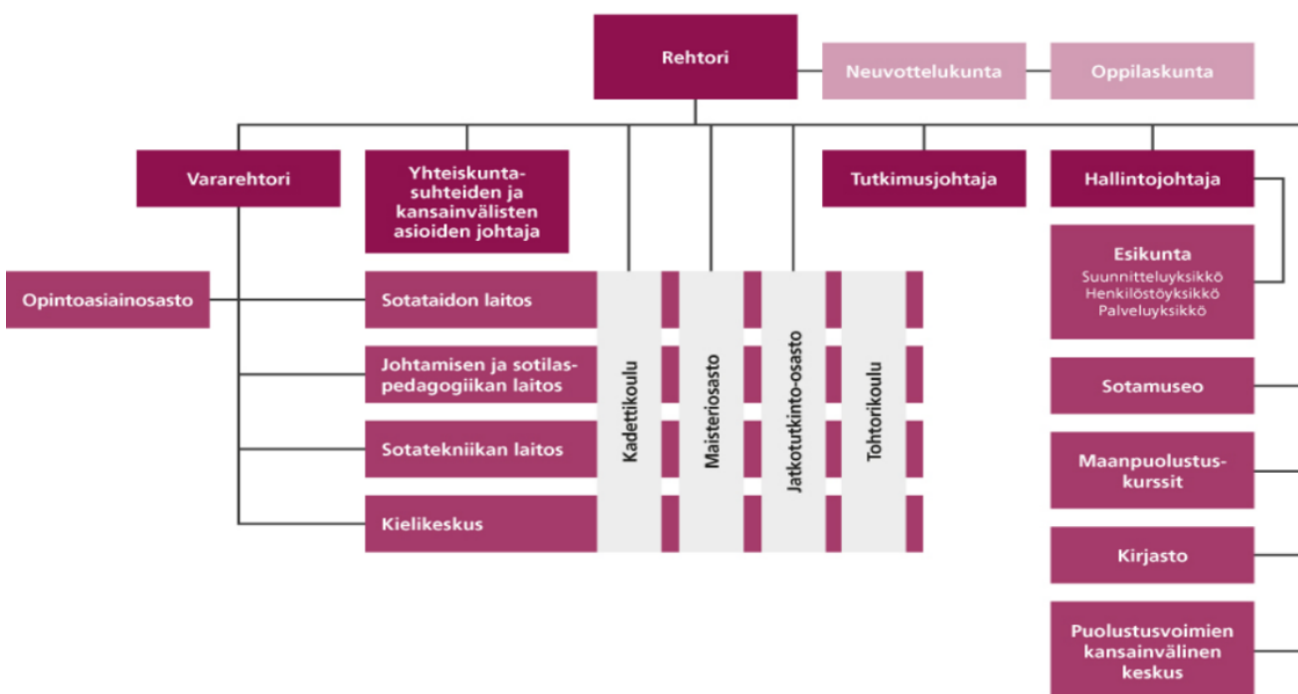 Rehtori
Neuvottelukunta
Oppilaskunta
Vararehtori
Yhteiskunta-
suhteiden ja
kansainvälisten
asioiden johtaja
Tutkimusjohtaja
Hallintojohtaja
Esikunta
Suunnitteluyksikkö
Henkilöstöyksikkö
Palveluyksikkö
Opintoasiainosasto
Sotataidon laitos
Johtamisen ja sotilas-
pedagogiikan laitos
Sotatekniikan laitos
Kielikeskus
Kadettikoulu
Maisteriosasto
Jatkotutkinto-osasto
Tohtorikoulu
Sotamuseo
Maanpuolustus-
kurssit
Kirjasto
Puolustusvoimien
kansainvälinen
keskus